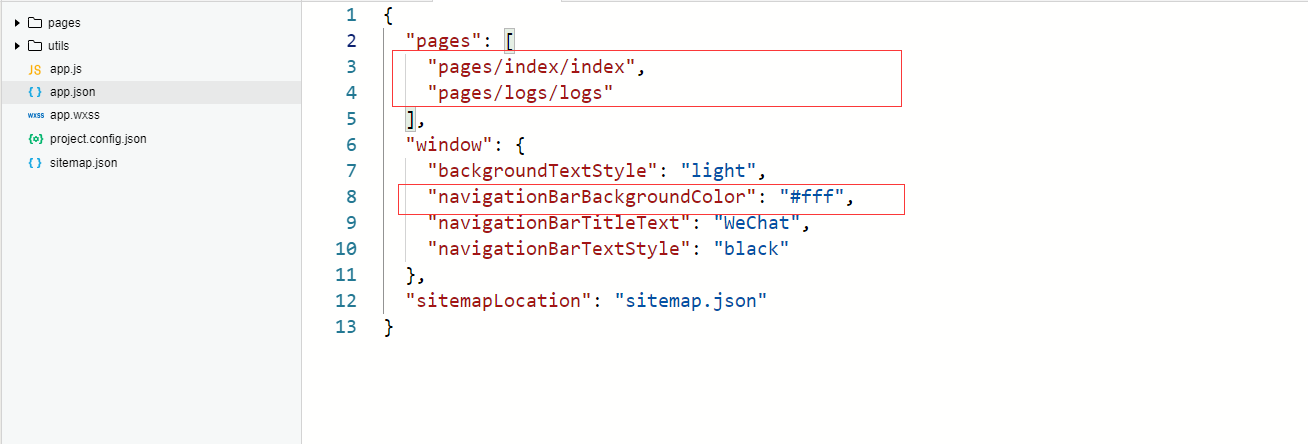 pages
utils
JS app.js
{ } app.json
wxss app.wxss
{o} project.config.json
{ } sitemap.json
1 {
2 "pages": [
3 "pages/index/index",
4 "pages/logs/logs"
5 ],
6 "window": {
7 "backgroundTextStyle": "light",
8 "navigationBarBackgroundColor": "#fff",
9 "navigationBarTitleText": "WeChat",
10 "navigationBarTextStyle": "black"
11 },
12 "sitemapLocation": "sitemap.json"
13 }